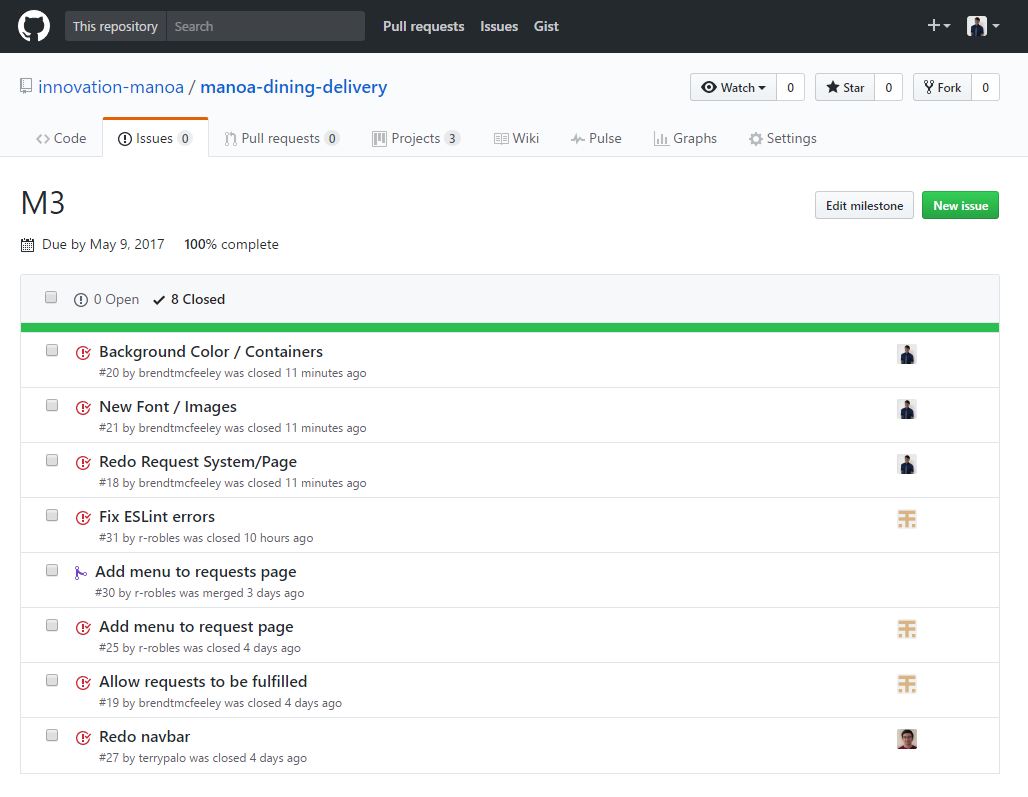 This repository Search Pull requests Issues Gist
innovation-manoa / manoa-dining-delivery Watch 0 Star 0 Fork 0
Code Issues 0 Pull requests 0 Projects 3 Wiki Pulse Graphs Settings
M3 Edit milestone New issue
Due by May 9, 2017 100% complete
0 Open 8 Closed
Background Color / Containers
#20 by brendtmcfeeley was closed 11 minutes ago
New Font / Images
#21 by brendtmcfeeley was closed 11 minutes ago
Redo Request System/Page
#18 by brendtmcfeeley was closed 11 minutes ago
Fix ESLint errors
#31 by r-robles was closed 10 hours ago
Add menu to requests page
#30 by r-robles was merged 3 days ago
Add menu to request page
#25 by r-robles was closed 4 days ago
Allow requests to be fulfilled
#19 by brendtmcfeeley was closed 4 days ago
Redo navbar
#27 by terrypalo was closed 4 days ago